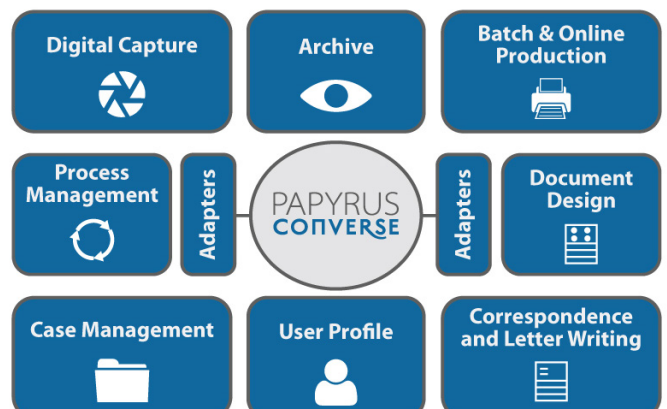 Digital Capture
Archive
Batch & Online
Production
Process
Management
Adapters
PAPYRUS
CONVERSE
Adapters
Document
Design
Case Management
User Profile
Correspondence
and Letter Writing